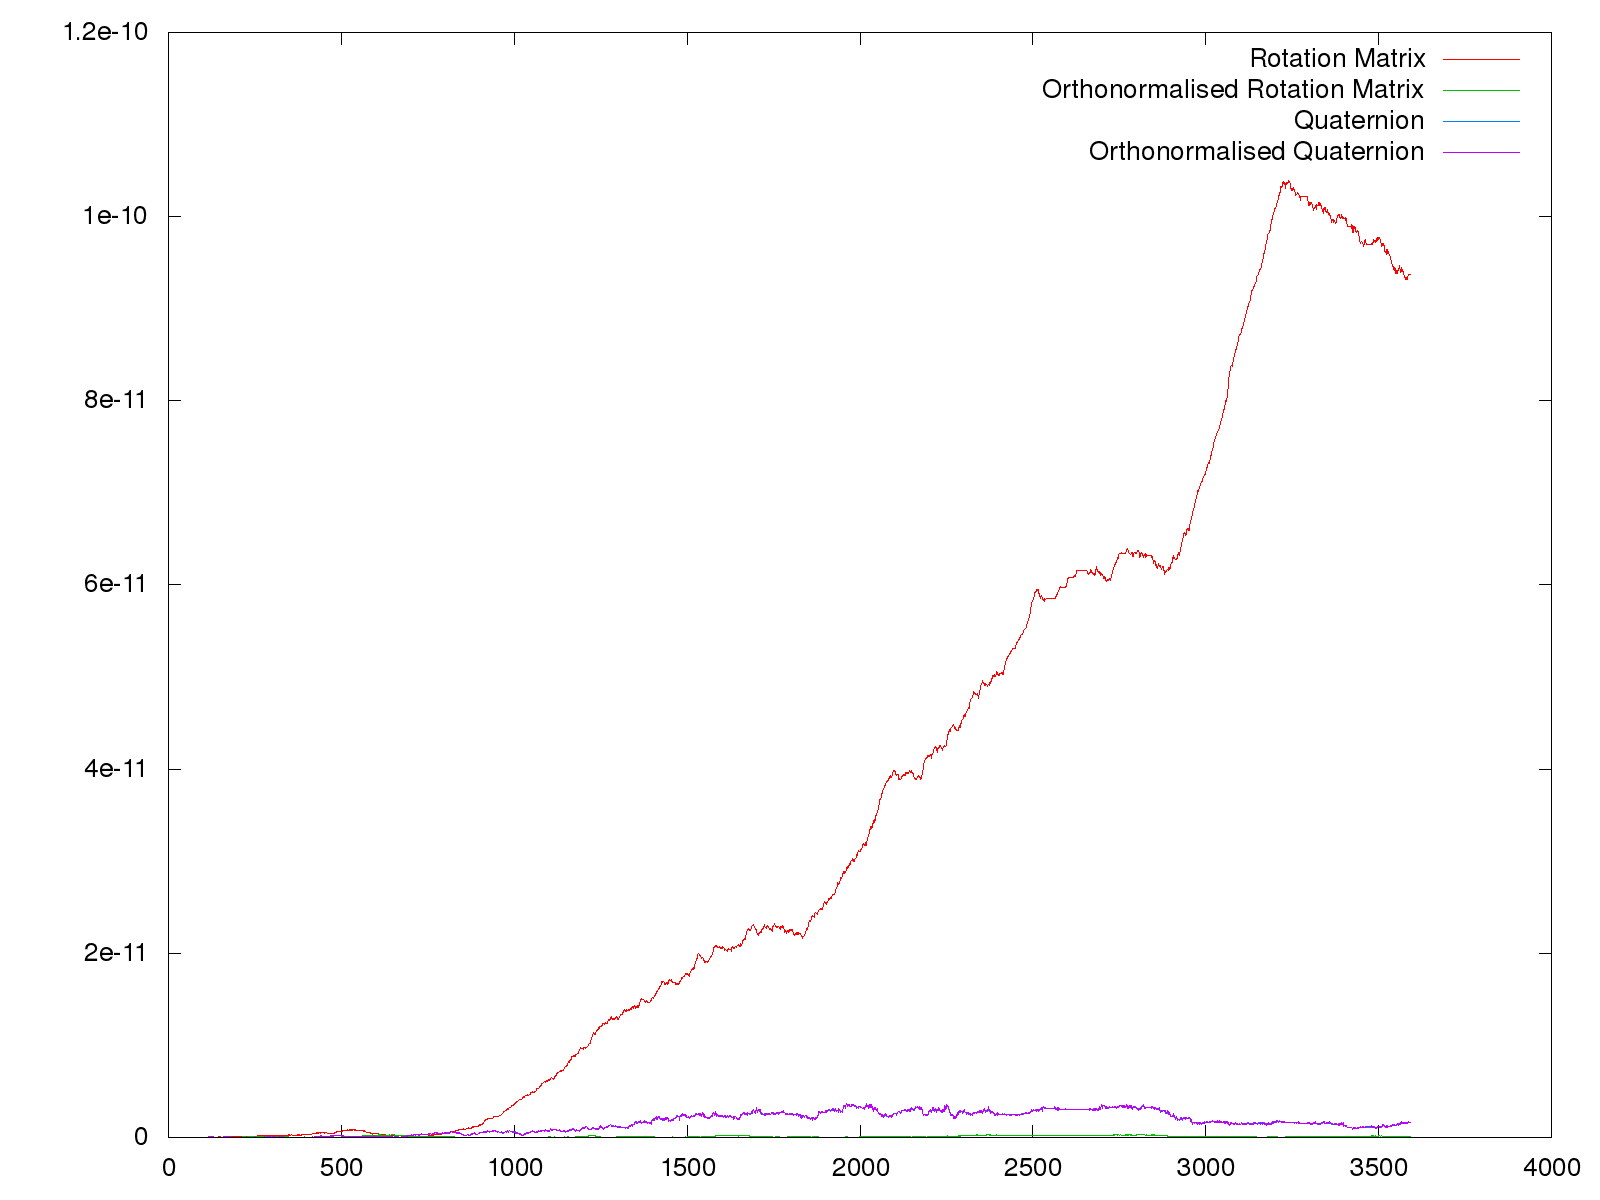 1.2e-10
1e-10
8e-11
6e-11
4e-11
2e-11
0
0 500 1000 1500 2000 2500 3000 3500 4000
Rotation Matrix
Orthonormalised Rotation Matrix
Quaternion
Orthonormalised Quaternion